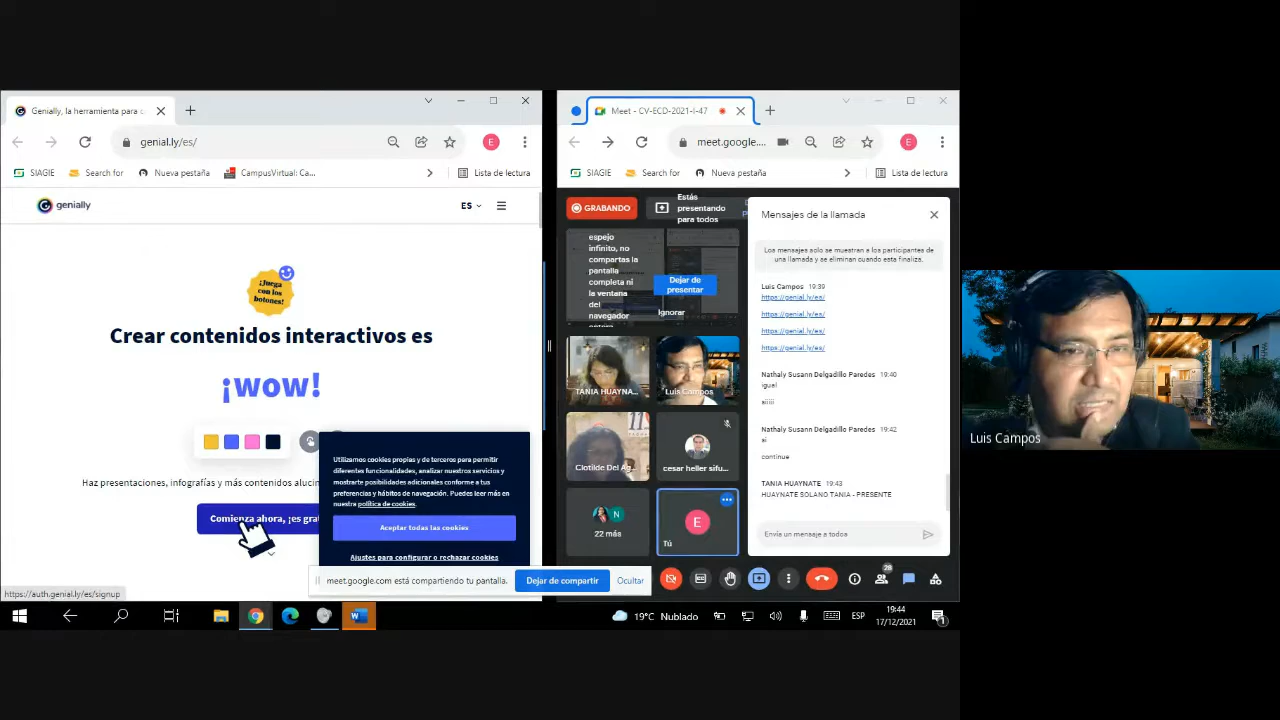 Genially, la herramienta para c
genial.ly/es/
E
SIAGIE
Search for
Nueva pestaña
CampusVirtual: Ca...
Lista de lectura
genially
ES
¡Juega
con los
botones!
Crear contenidos interactivos es
¡wow!
Haz presentaciones, infografías y más contenidos alucin
Comienza ahora, ¡es grat
Utilizamos cookies propias y de terceros para permitir
diferentes funcionalidades, analizar nuestros servicios y
mostrarte posibilidades adicionales conforme a tus
preferencias y hábitos de navegación. Puedes leer más en
nuestra política de cookies.
Aceptar todas las cookies
Ajustes para configurar o rechazar cookies
https://auth.genial.ly/es/signup
meet.google.com está compartiendo tu pantalla.
Dejar de compartir
Ocultar
Meet - CV-ECD-2021-I-47
meet.google....
E
SIAGIE
Search for
Nueva pestaña
Lista de lectura
GRABANDO
Estás
presentando
para todos
espejo
infinito, no
compartas la
pantalla
completa ni
la ventana
del
navegador
Dejar de
presentar
Ignorar
TANIA HUAYNA...
Luis Campos
Clotilde Del Ag...
cesar heller sifu...
N
22 más
E
Tú
Mensajes de la llamada
Los mensajes solo se muestran a los participantes de
una llamada y se eliminan cuando esta finaliza.
Luis Campos 19:39
https://genial.ly/es/
https://genial.ly/es/
https://genial.ly/es/
https://genial.ly/es/
Nathaly Susann Delgadillo Paredes 19:40
igual
Nathaly Susann Delgadillo Paredes 19:42
si
continue
TANIA HUAYNATE 19:43
HUAYNATE SOLANO TANIA - PRESENTE
Envía un mensaje a todos
28
19°C Nublado
ESP
19:44
17/12/2021
1
Luis Campos